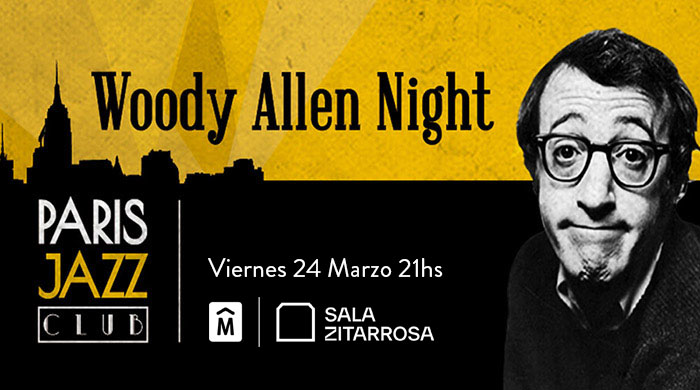 Woody Allen Night
PARIS
JAZZ
CLUB
Viernes 24 Marzo 21hs
M
SALA
ZITARROSA